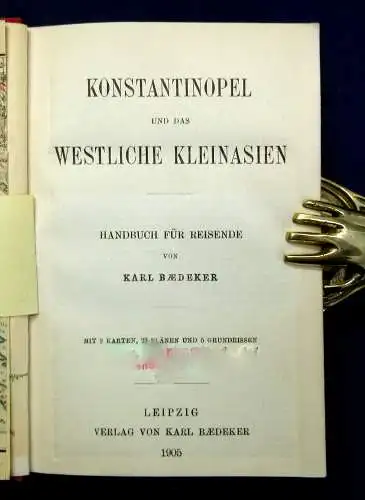 KONSTANTINOPEL
UND DAS
WESTLICHE KLEINASIEN
HANDBUCH FÜR REISENDE
VON
KARL BÆDEKER
MIT 9 KARTEN, 29 PLÄNEN UND 5 GRUNDRISSEN
LEIPZIG
VERLAG VON KARL BÆDEKER
1905